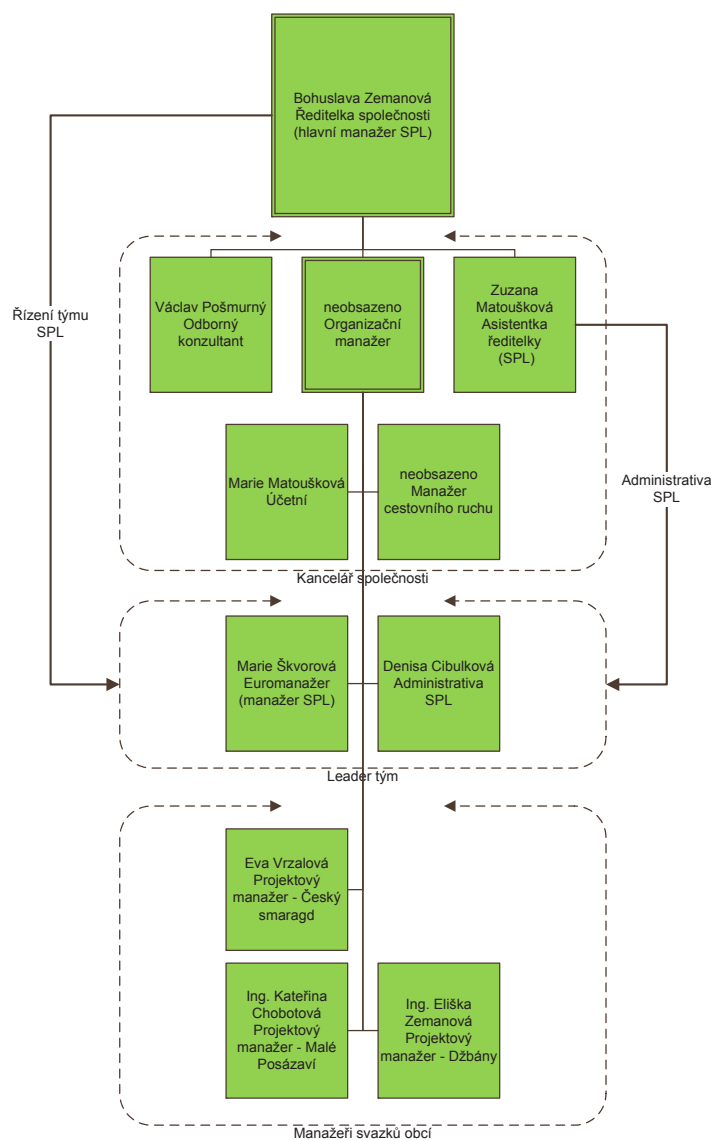 Bohuslava Zemanová
Ředitelka společnosti
(hlavní manažer SPL)
Řízení týmu
SPL
Václav Pošmurný
Odborný
konzultant
neobsazeno
Organizační
manažer
Zuzana
Matoušková
Asistentka
ředitelky
(SPL)
Marie Matoušková
Účetní
neobsazeno
Manažer
cestovního ruchu
Administrativa
SPL
Kancelář společnosti
Marie Škvorová
Euromanažer
(manažer SPL)
Denisa Cibulková
Administrativa
SPL
Leader tým
Eva Vrzalová
Projektový
manažer - Český
smaragd
Ing. Kateřina
Chobotová
Projektový
manažer - Malé
Posázaví
Ing. Eliška
Zemanová
Projektový
manažer - Džbány
Manažeři svazků obcí